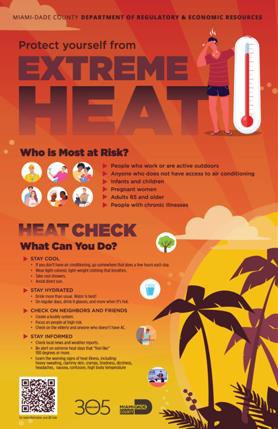 MIAMI-DADE COUNTY DEPARTMENT OF REGULATORY & ECONOMIC RESOURCES
Protect yourself from
EXTREME
HEAT
Who is Most at Risk?
People who work or are active outdoors
Anyone who does not have access to air conditioning
Infants and children
Pregnant women
Adults 65 and older
People with chronic illnesses
HEAT CHECK
What Can You Do?
STAY COOL
• If you don't have air conditioning, go somewhere that does a few hours each day.
• Wear light-colored, light-weight clothing that breathes.
• Take cool showers.
• Avoid direct sun.
STAY HYDRATED
• Drink more than usual. Water is best!
• On regular days, drink 8 glasses, and more when it's hot.
CHECK ON NEIGHBORS AND FRIENDS
• Create a buddy system.
• Focus on people at high risk.
• Check on the elderly and anyone who doesn't have AC.
STAY INFORMED
• Check local news and weather reports.
• Be alert on extreme heat days that "feel like"
100 degrees or more.
• Learn the warning signs of heat illness, including:
heavy sweating, clammy skin, cramps, tiredness, dizziness,
headaches, nausea, confusion, high body temperature
305
MIAMI-DADE
COUNTY